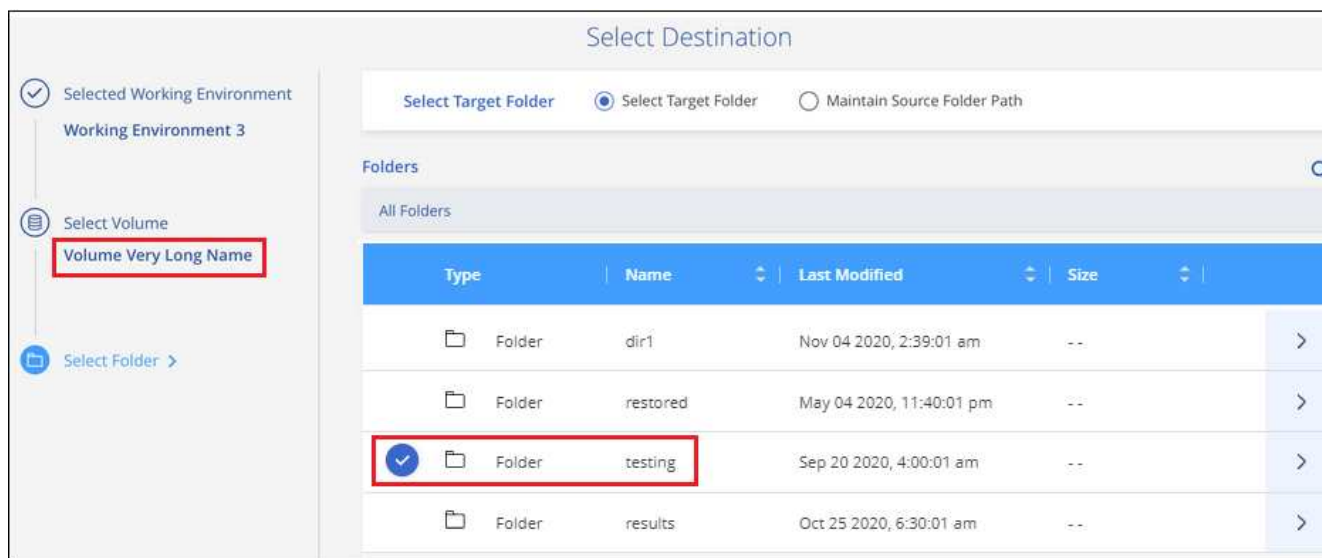 Select Destination
Selected Working Environment
Working Environment 3
Select Volume
Volume Very Long Name
Select Folder >
Select Target Folder Select Target Folder Maintain Source Folder Path
Folders
All Folders
Type Name Last Modified Size
Folder dir1 Nov 04 2020, 2:39:01 am --
Folder restored May 04 2020, 11:40:01 pm --
Folder testing Sep 20 2020, 4:00:01 am --
Folder results Oct 25 2020, 6:30:01 am --